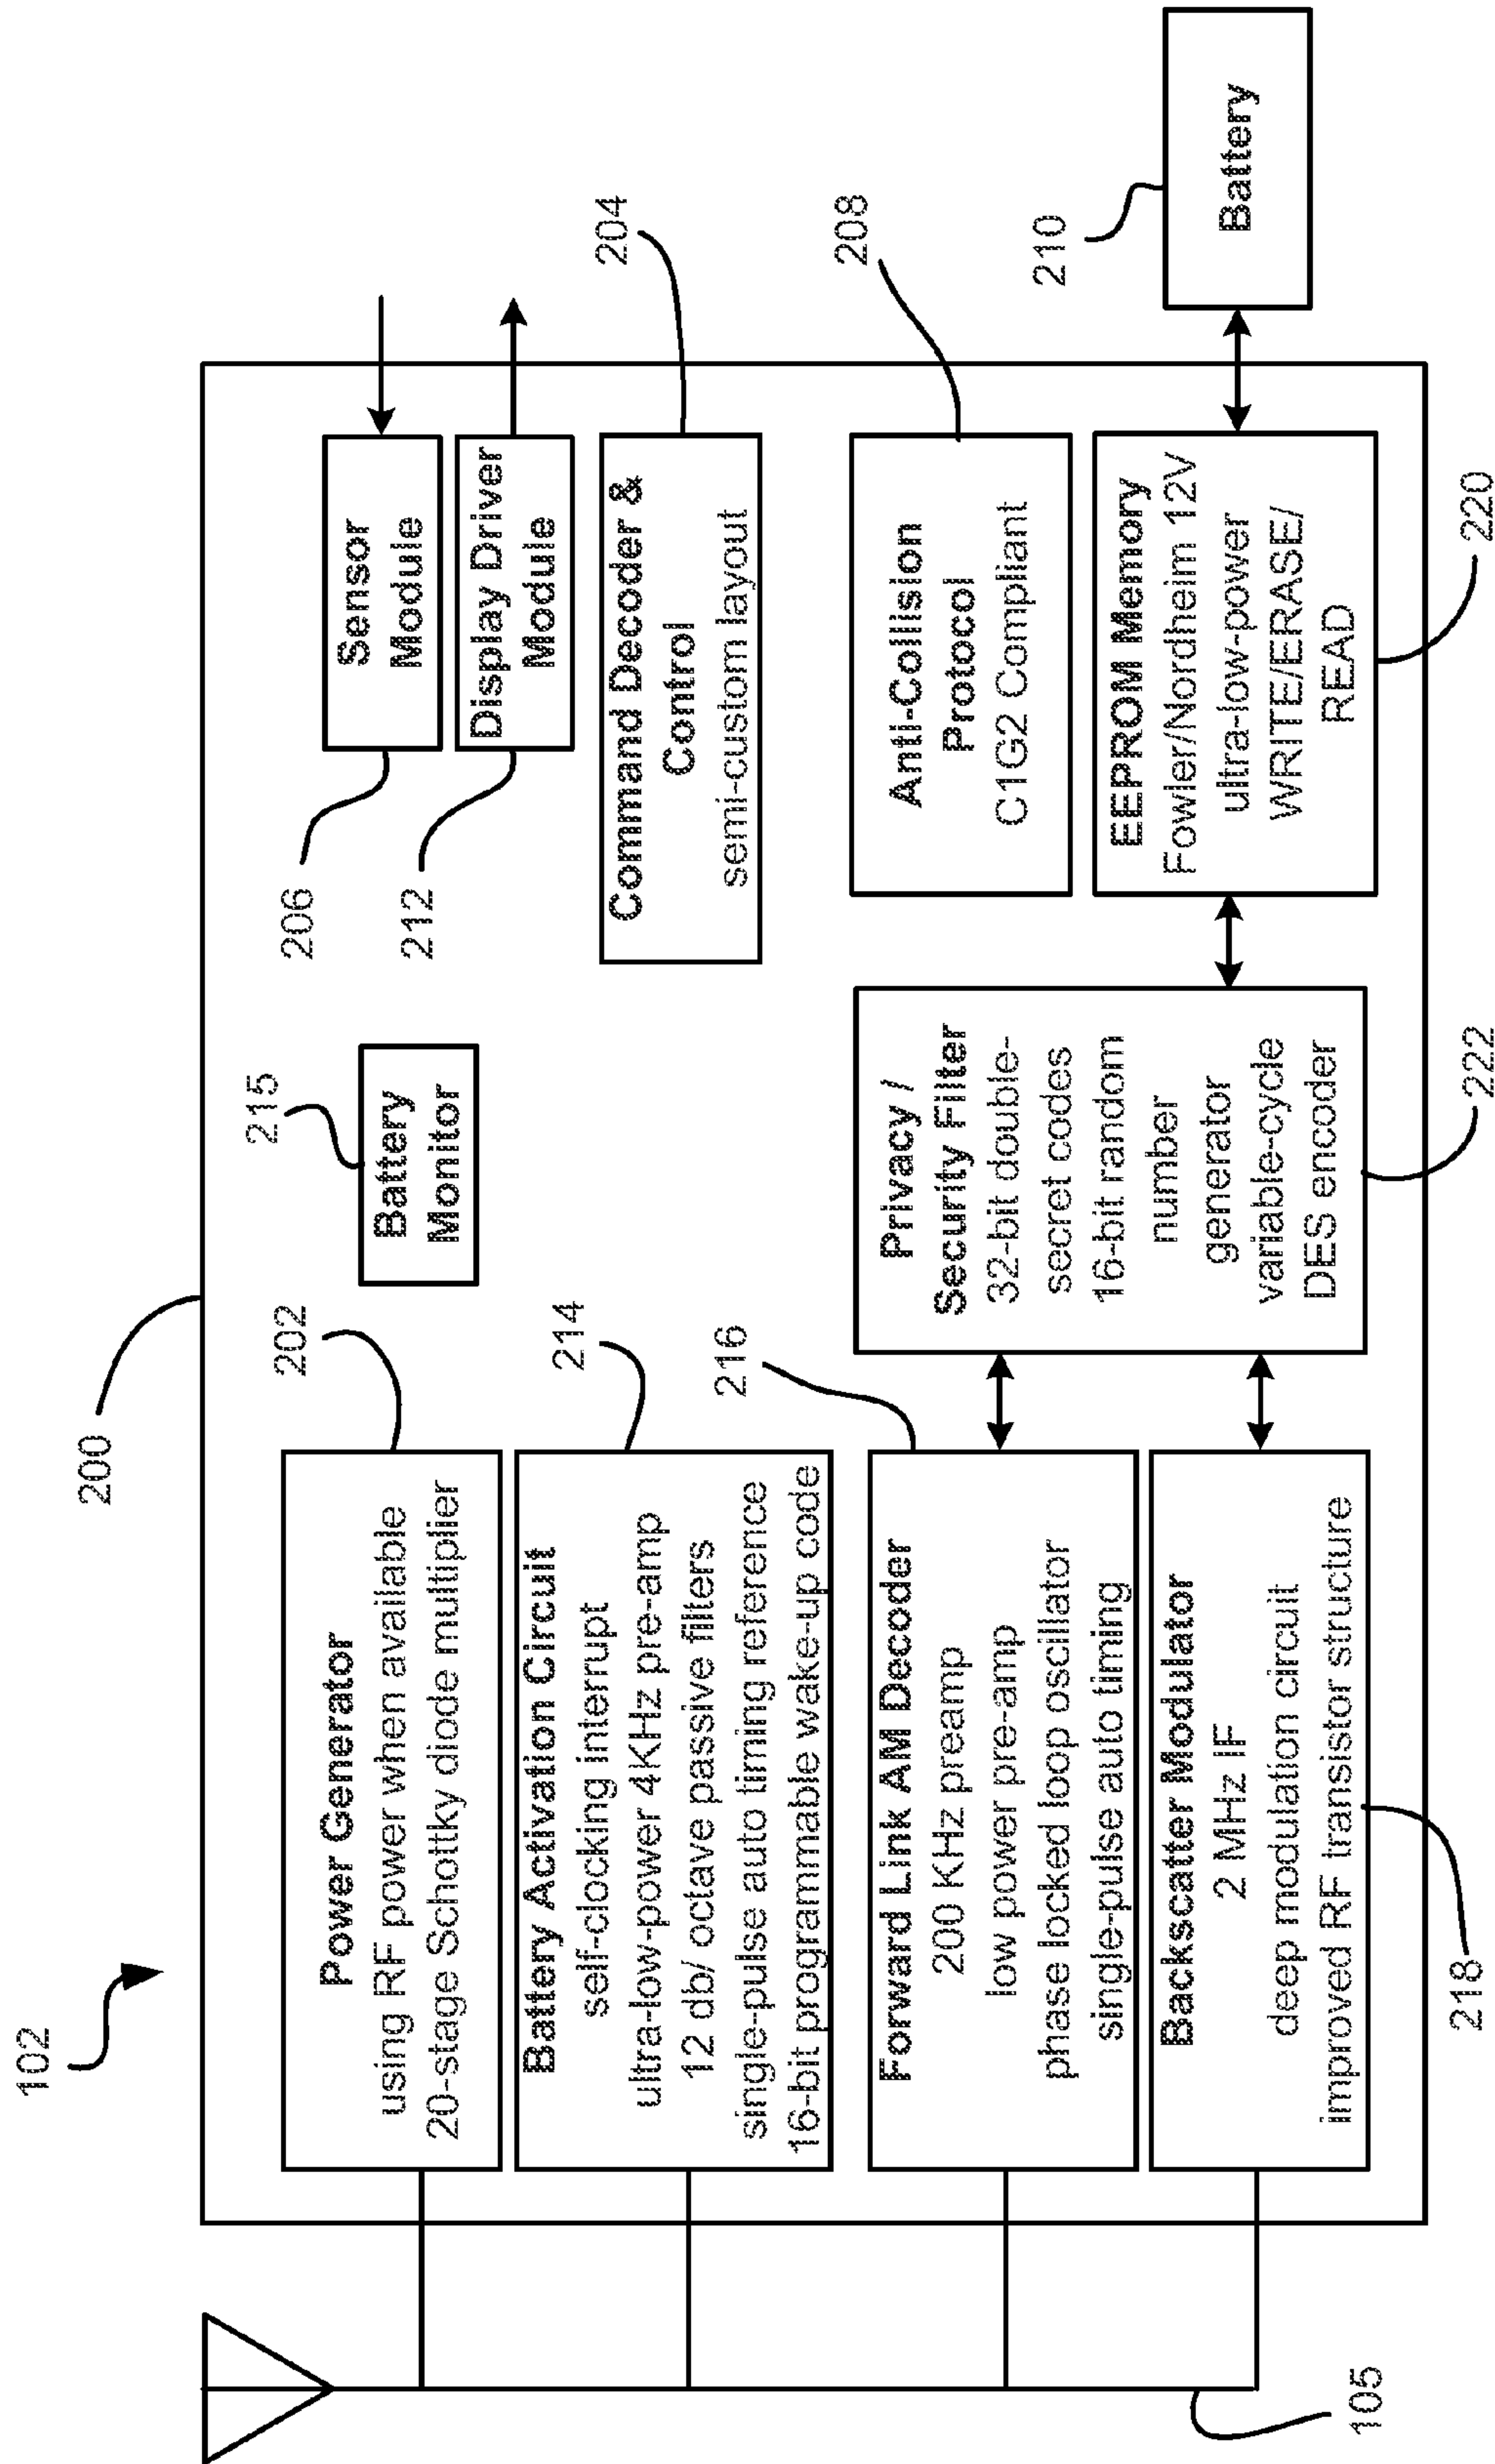 102
200
202
Power Generator
using RF power when available
20-stage Schottky diode multiplier
214
Battery Activation Circuit
self-clocking interrupt
ultra-low-power 4KHz pre-amp
12 db/ octave passive filters
single-pulse auto timing reference
16-bit programmable wake-up code
216
Forward Link AM Decoder
200 KHz preamp
low power pre-amp
phase locked loop oscillator
single-pulse auto timing
Backscatter Modulator
2 MHz IF
deep modulation circuit
improved RF transistor structure
218
105
215
Battery
Monitor
Privacy /
Security Filter
32-bit double-
secret codes
16-bit random
number
generator
variable-cycle
DES encoder
222
Sensor
Module
206
Display Driver
Module
212
204
Command Decoder &
Control
semi-custom layout
208
Anti-Collision
Protocol
C1G2 Compliant
EEPROM Memory
Fowler/Nordheim 12V
ultra-low-power
WRITE/ERASE/
READ
220
210
Battery